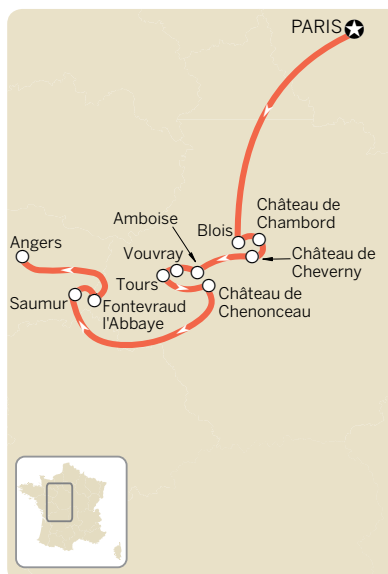 PARIS
Château de
Chambord
Amboise
Blois
Angers
Vouvray
Château de
Cheverny
Tours
Château de
Chenonceau
Saumur
Fontevraud
l'Abbaye